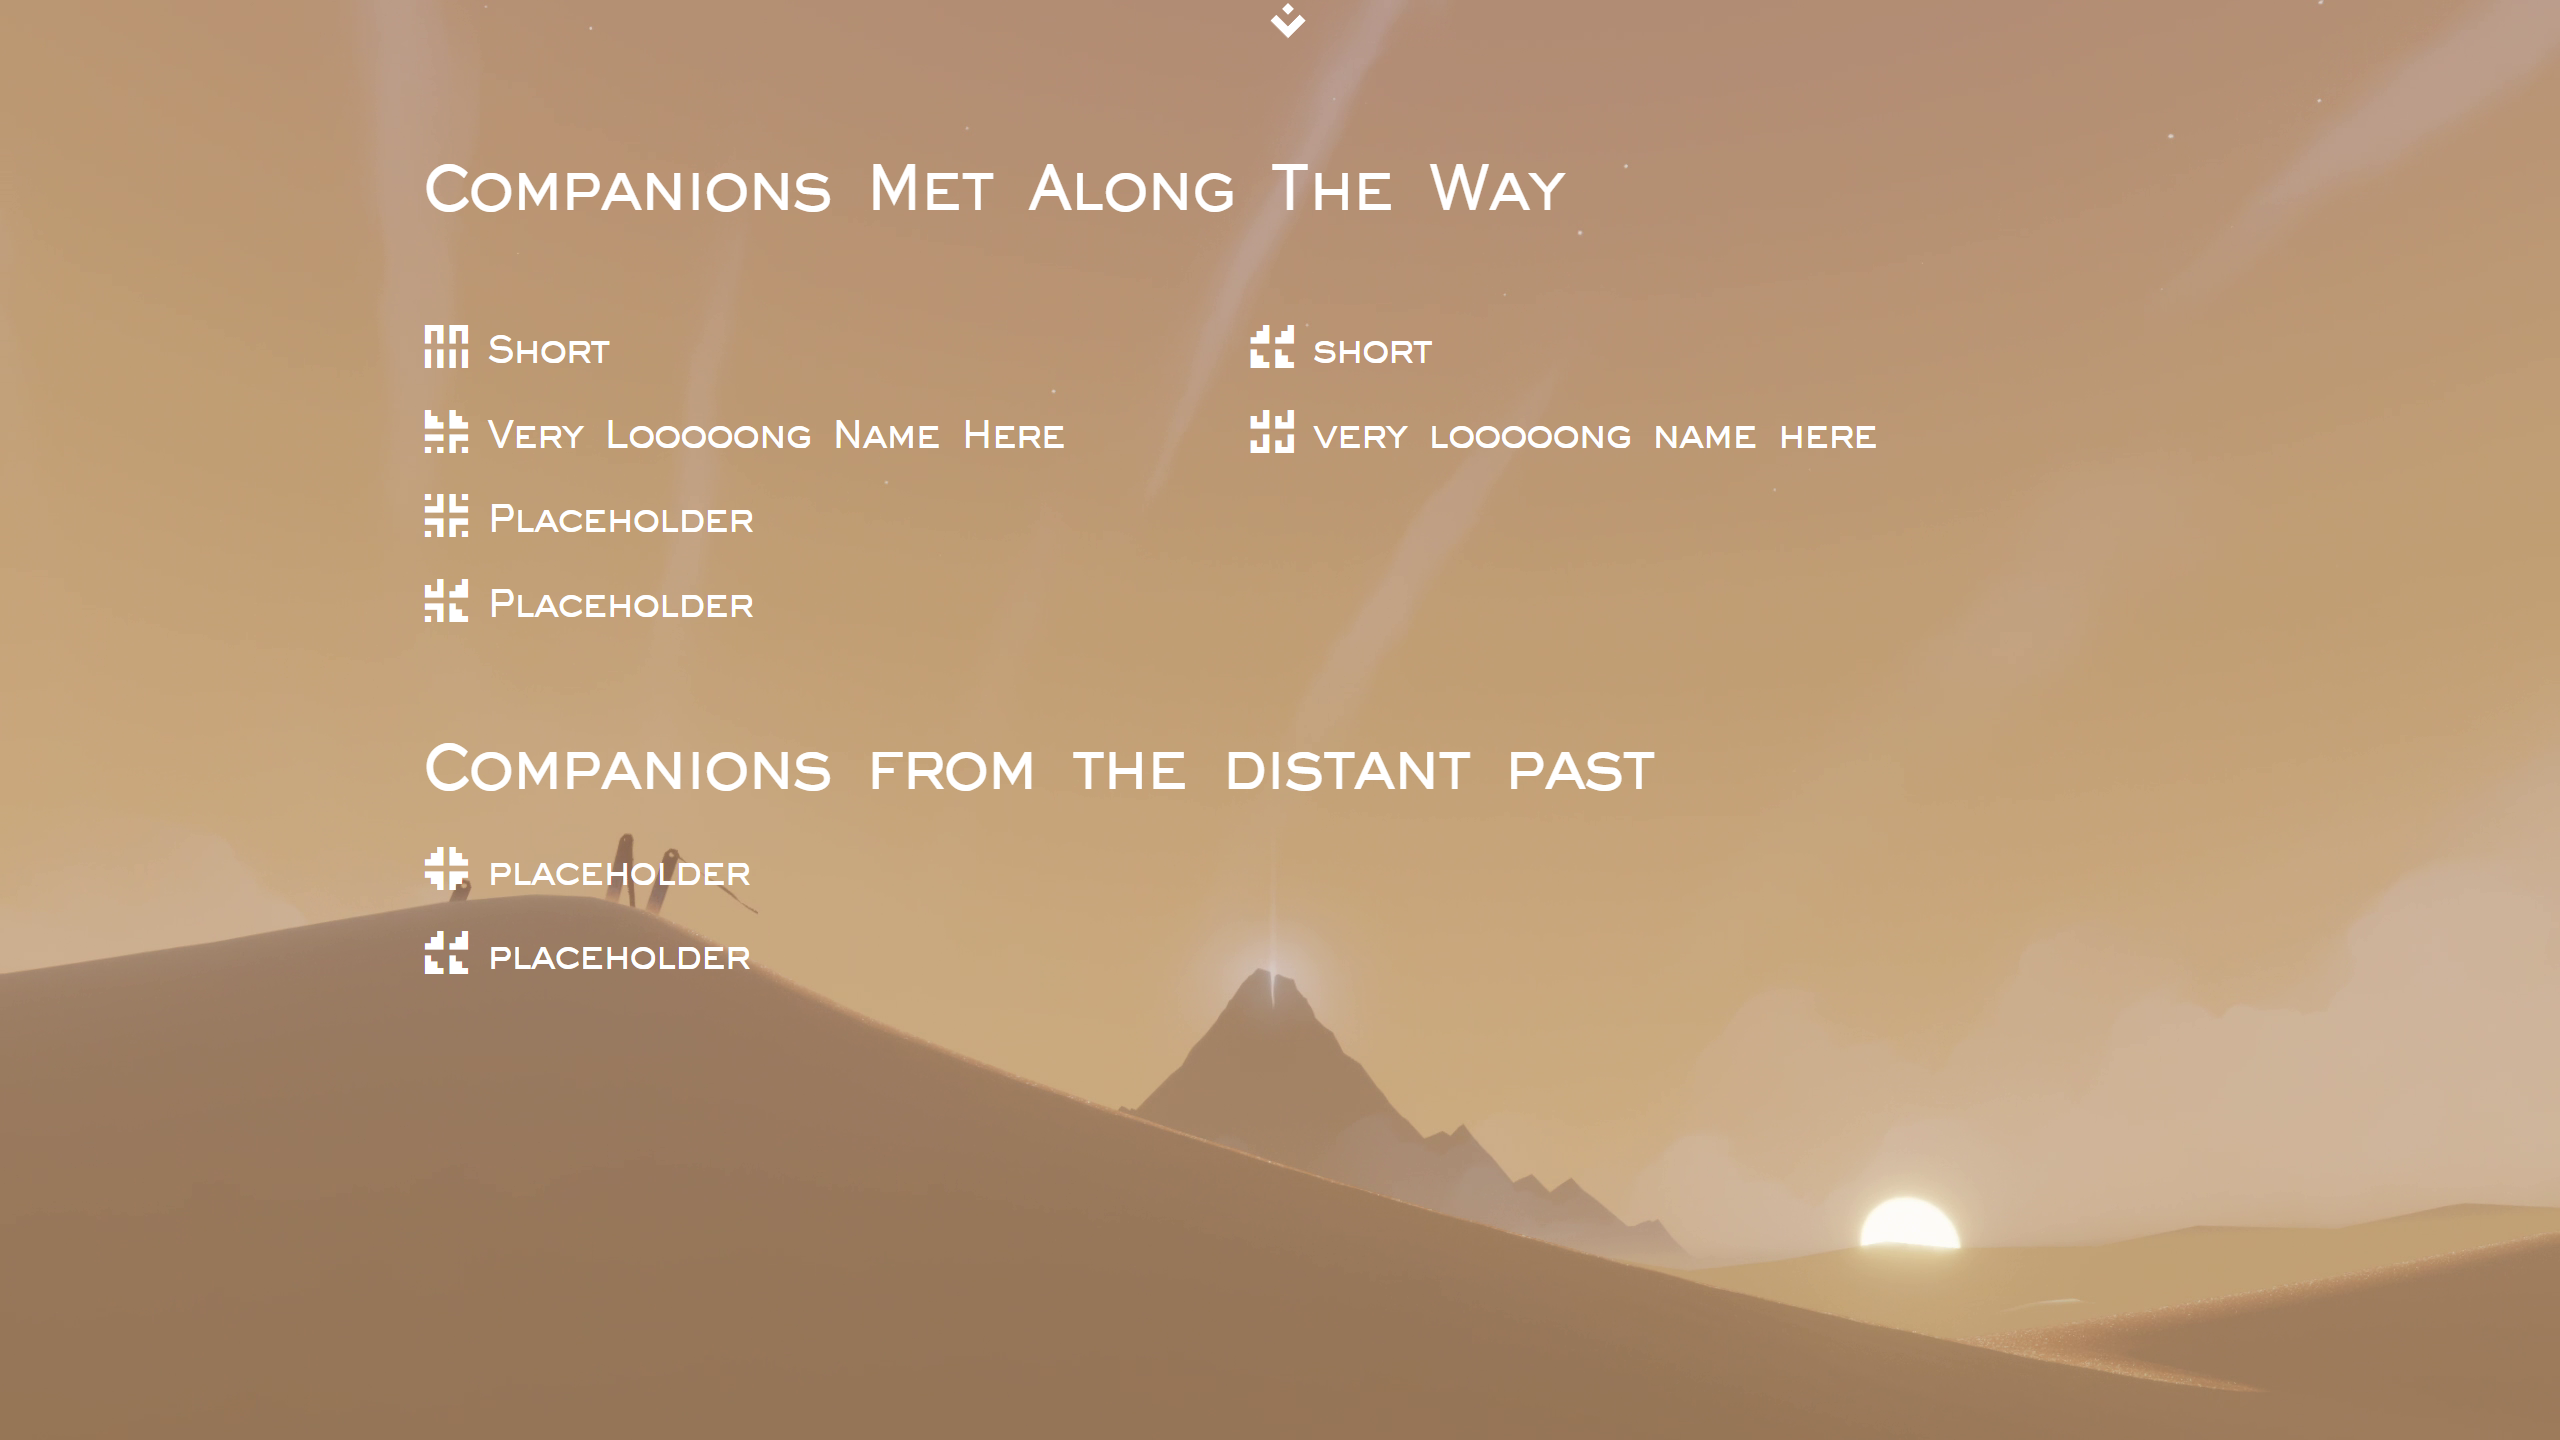 Companions Met Along The Way
Short
short
Very Looooong Name Here
very looooong name here
Placeholder
Placeholder
Companions from the distant past
placeholder
placeholder